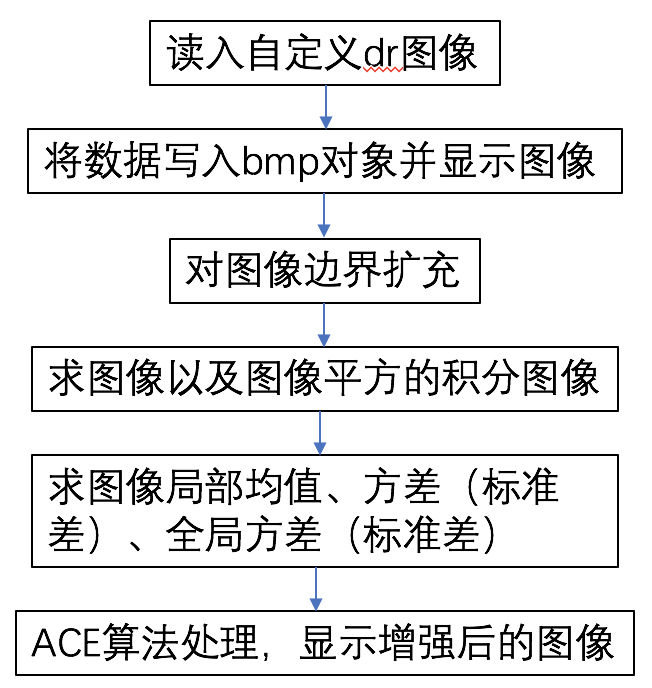 读入自定义dr图像
将数据写入bmp对象并显示图像
对图像边界扩充
求图像以及图像平方的积分图像
求图像局部均值、方差（标准
差）、全局方差（标准差）
ACE算法处理，显示增强后的图像